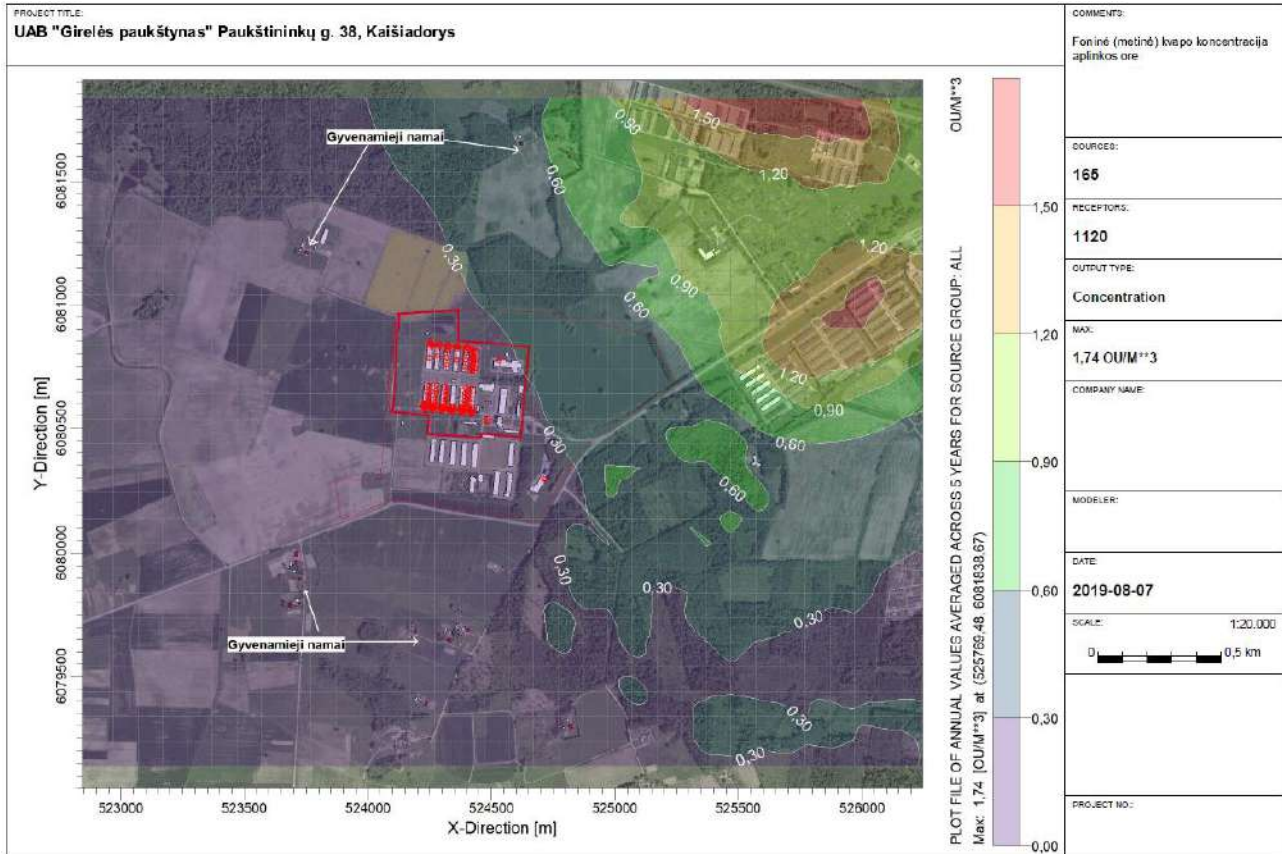 PROJECT TITLE:
UAB "Girelės paukštynas" Paukštininkų g. 38, Kaišiadorys
Gyvenamieji namai
Gyvenamieji namai
1,50
0,90
1,20
0,60
0,30
1,20
0,90
0,60
1,20
0,90
0,60
0,30
0,60
0,30
0,30
0,30
0,30
0,30
6081500
6081000
6080500
6080000
6079500
Y-Direction [m]
523000
523500
524000
524500
525000
525500
526000
X-Direction [m]
PLOT FILE OF ANNUAL VALUES AVERAGED ACROSS 5 YEARS FOR SOURCE GROUP: ALL
Max: 1,74 [OU/M**3] at (525769,48, 6081838,67)
OU/M**3
1,50
1,20
0,90
0,60
0,30
0,00
COMMENTS:
Foninė (metinė) kvapo koncentracija
aplinkos ore
SOURCES:
165
RECEPTORS:
1120
OUTPUT TYPE:
Concentration
MAX:
1,74 OU/M**3
COMPANY NAME:
MODELER:
DATE:
2019-08-07
SCALE:
1:20.000
0
0,5 km
PROJECT NO.: